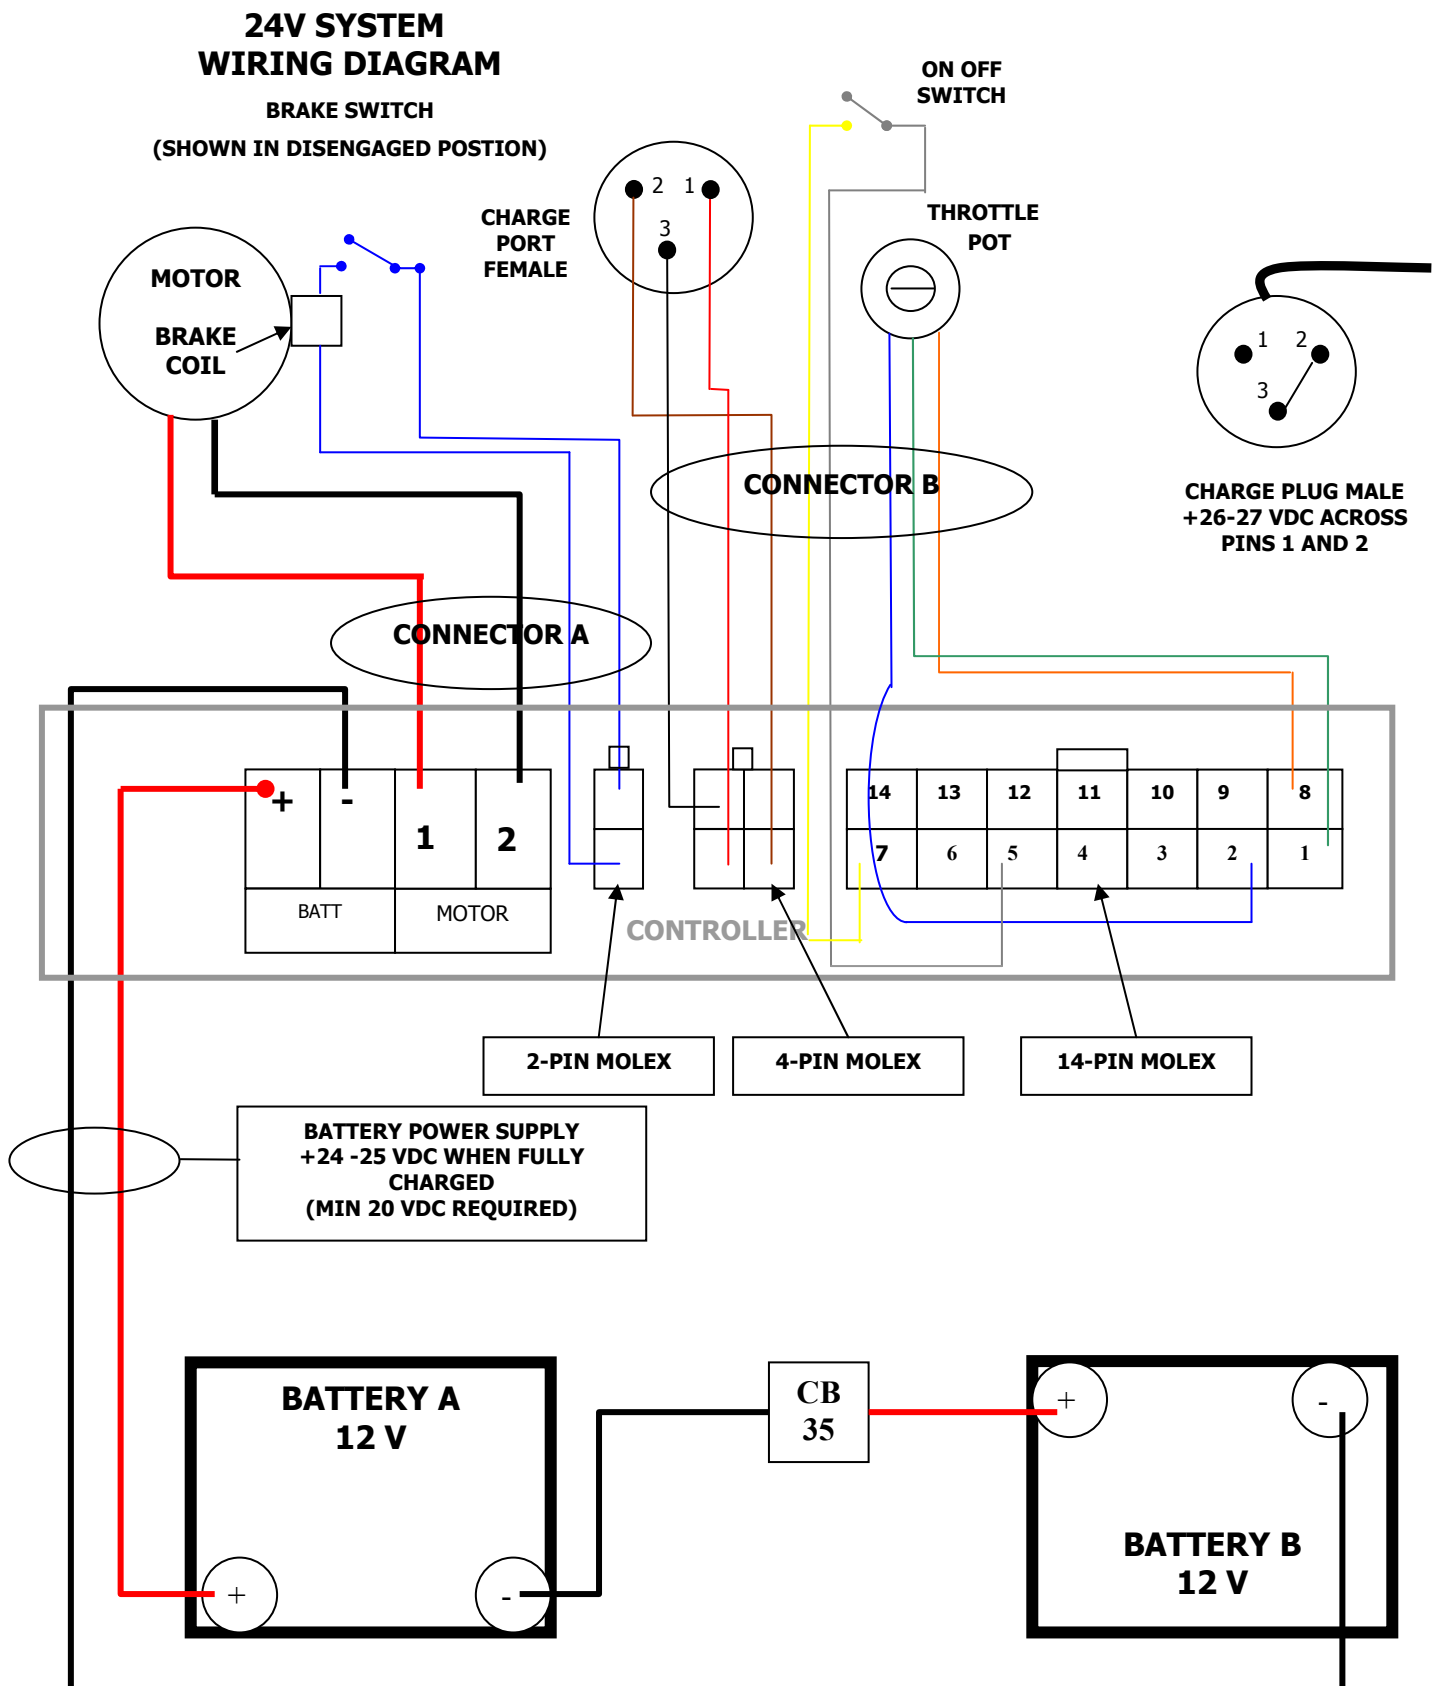 24V SYSTEM
WIRING DIAGRAM
BRAKE SWITCH
(SHOWN IN DISENGAGED POSTION)
ON OFF
SWITCH
CHARGE
PORT
FEMALE
2 1
3
THROTTLE
POT
MOTOR
BRAKE
COIL
1 2
3
CHARGE PLUG MALE
+26-27 VDC ACROSS
PINS 1 AND 2
CONNECTOR B
CONNECTOR A
+ - 1 2
BATT MOTOR
14 13 12 11 10 9 8
7 6 5 4 3 2 1
CONTROLLER
2-PIN MOLEX
4-PIN MOLEX
14-PIN MOLEX
BATTERY POWER SUPPLY
+24 -25 VDC WHEN FULLY
CHARGED
(MIN 20 VDC REQUIRED)
BATTERY A
12 V
+ -
CB
35
+ -
BATTERY B
12 V